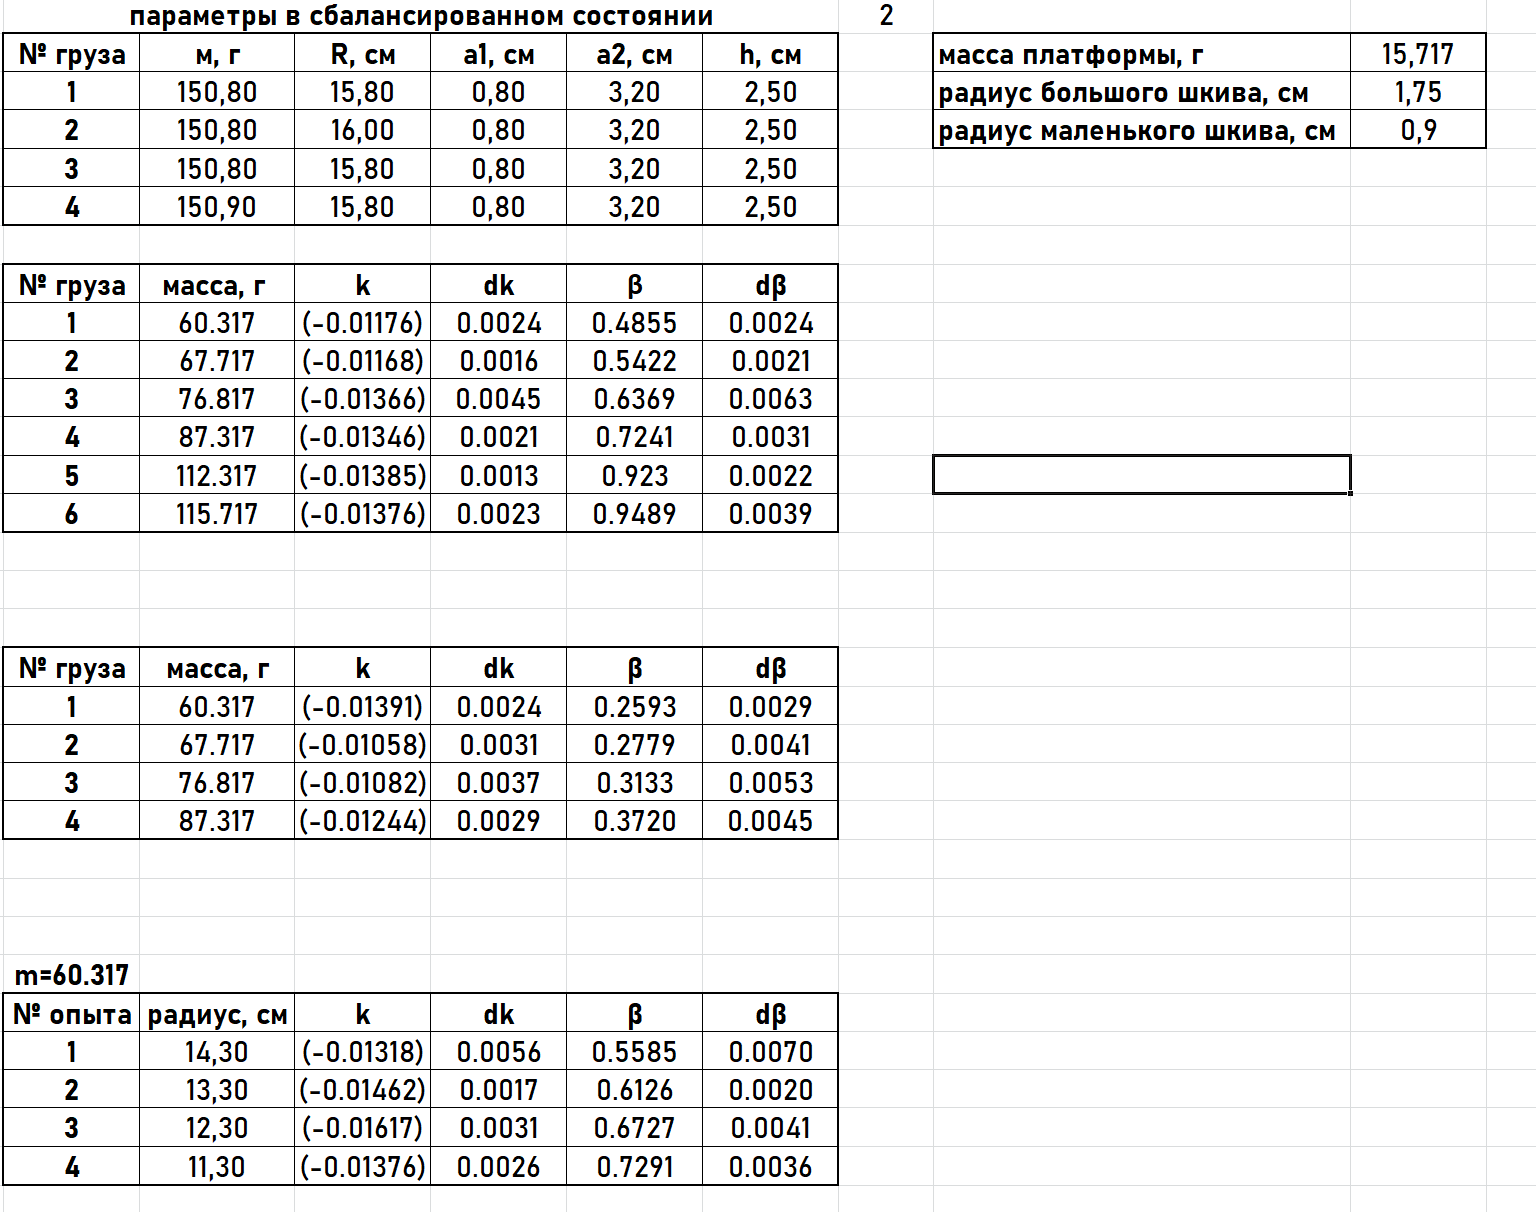 параметры в сбалансированном состоянии 2
№ груза м, г R, см a1, см a2, см h, см
1 150,80 15,80 0,80 3,20 2,50
2 150,80 16,00 0,80 3,20 2,50
3 150,80 15,80 0,80 3,20 2,50
4 150,90 15,80 0,80 3,20 2,50
масса платформы, г 15,717
радиус большого шкива, см 1,75
радиус маленького шкива, см 0,9
№ груза масса, г k dk β dβ
1 60.317 (-0.01176) 0.0024 0.4855 0.0024
2 67.717 (-0.01168) 0.0016 0.5422 0.0021
3 76.817 (-0.01366) 0.0045 0.6369 0.0063
4 87.317 (-0.01346) 0.0021 0.7241 0.0031
5 112.317 (-0.01385) 0.0013 0.923 0.0022
6 115.717 (-0.01376) 0.0023 0.9489 0.0039
№ груза масса, г k dk β dβ
1 60.317 (-0.01391) 0.0024 0.2593 0.0029
2 67.717 (-0.01058) 0.0031 0.2779 0.0041
3 76.817 (-0.01082) 0.0037 0.3133 0.0053
4 87.317 (-0.01244) 0.0029 0.3720 0.0045
m=60.317
№ опыта радиус, см k dk β dβ
1 14,30 (-0.01318) 0.0056 0.5585 0.0070
2 13,30 (-0.01462) 0.0017 0.6126 0.0020
3 12,30 (-0.01617) 0.0031 0.6727 0.0041
4 11,30 (-0.01376) 0.0026 0.7291 0.0036